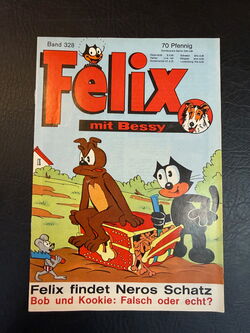 Band 328
70 Pfennig
Felix
mit Bessy
Felix findet Neros Schatz
Bob und Kookie: Falsch oder echt?